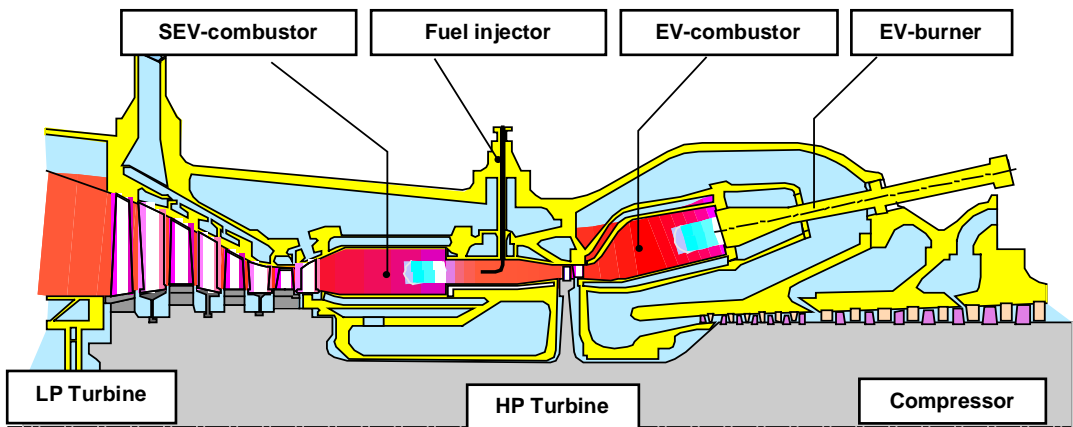 SEV-combustor
Fuel injector
EV-combustor
EV-burner
LP Turbine
HP Turbine
Compressor